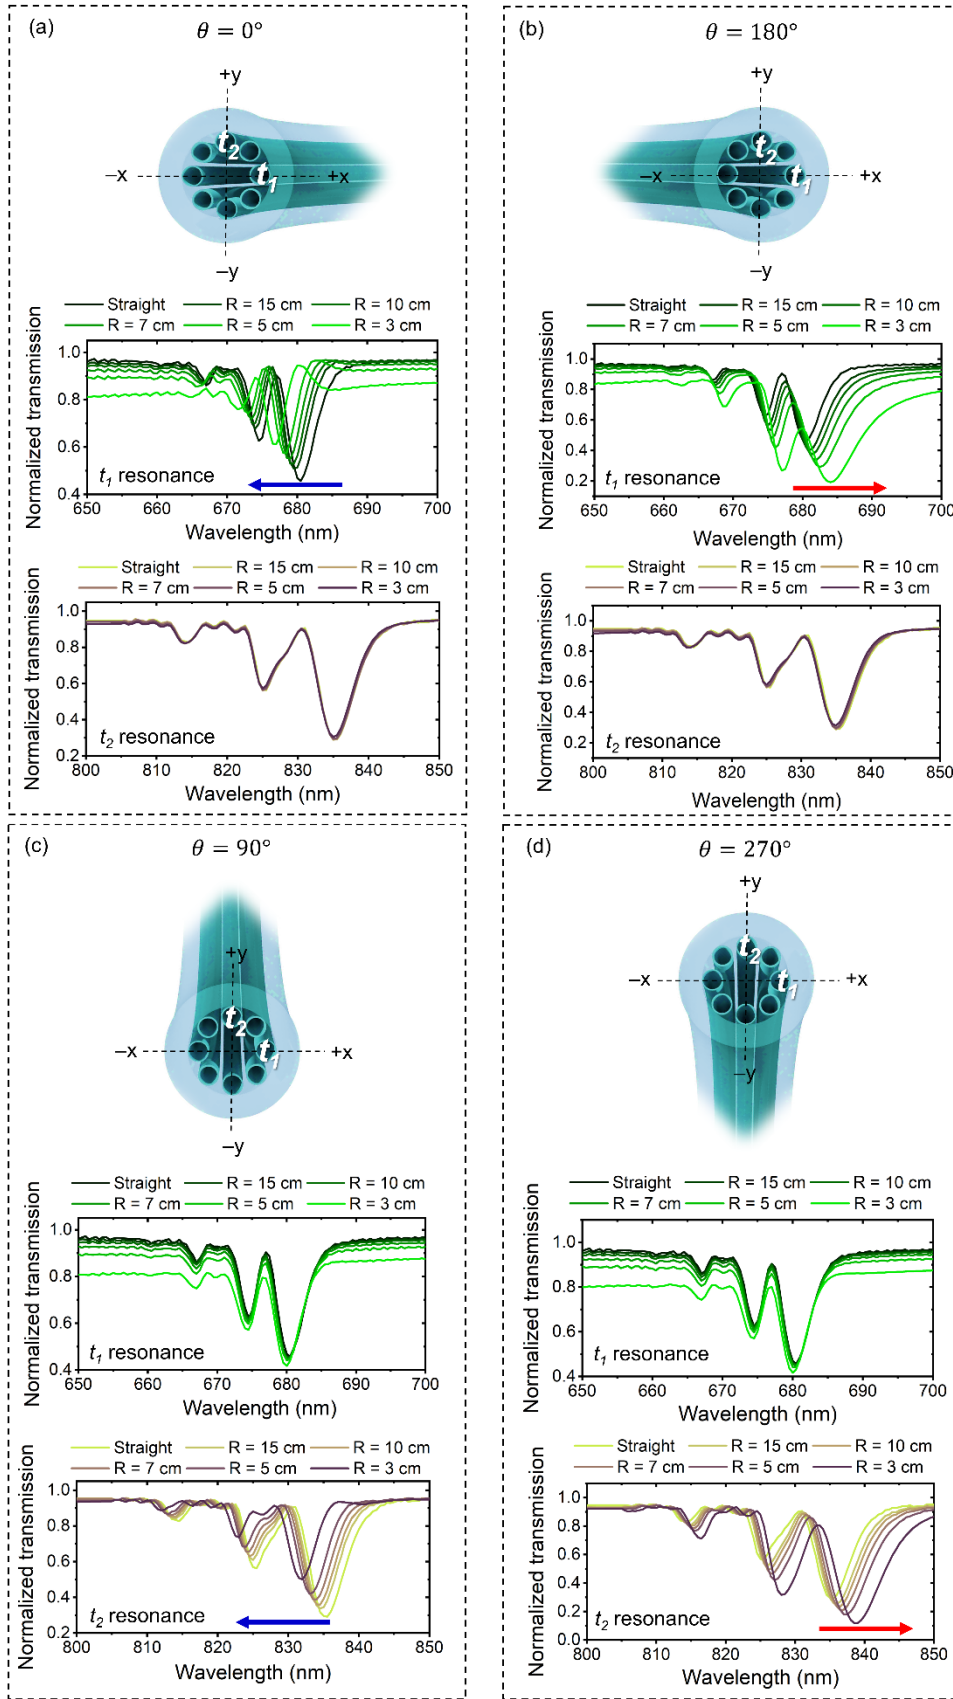 (a)
θ = 0°
+y
t2
t1
−x
+x
−y
Straight R = 15 cm R = 10 cm
R = 7 cm R = 5 cm R = 3 cm
Normalized transmission
1.0
0.8
0.6
0.4
t1 resonance
650 660 670 680 690 700
Wavelength (nm)
Straight R = 15 cm R = 10 cm
R = 7 cm R = 5 cm R = 3 cm
Normalized transmission
1.0
0.8
0.6
0.4
0.2
t2 resonance
800 810 820 830 840 850
Wavelength (nm)
(b)
θ = 180°
+y
t2
t1
−x
+x
−y
Straight R = 15 cm R = 10 cm
R = 7 cm R = 5 cm R = 3 cm
Normalized transmission
1.0
0.8
0.6
0.4
0.2
t1 resonance
650 660 670 680 690 700
Wavelength (nm)
Straight R = 15 cm R = 10 cm
R = 7 cm R = 5 cm R = 3 cm
Normalized transmission
1.0
0.8
0.6
0.4
0.2
t2 resonance
800 810 820 830 840 850
Wavelength (nm)
(c)
θ = 90°
+y
t2
t1
−x
+x
−y
Straight R = 15 cm R = 10 cm
R = 7 cm R = 5 cm R = 3 cm
Normalized transmission
1.0
0.8
0.6
0.4
t1 resonance
650 660 670 680 690 700
Wavelength (nm)
Straight R = 15 cm R = 10 cm
R = 7 cm R = 5 cm R = 3 cm
Normalized transmission
1.0
0.8
0.6
0.4
0.2
t2 resonance
800 810 820 830 840 850
Wavelength (nm)
(d)
θ = 270°
+y
t2
t1
−x
+x
−y
Straight R = 15 cm R = 10 cm
R = 7 cm R = 5 cm R = 3 cm
Normalized transmission
1.0
0.8
0.6
0.4
t1 resonance
650 660 670 680 690 700
Wavelength (nm)
Straight R = 15 cm R = 10 cm
R = 7 cm R = 5 cm R = 3 cm
Normalized transmission
1.0
0.8
0.6
0.4
0.2
0.0
t2 resonance
800 810 820 830 840 850
Wavelength (nm)